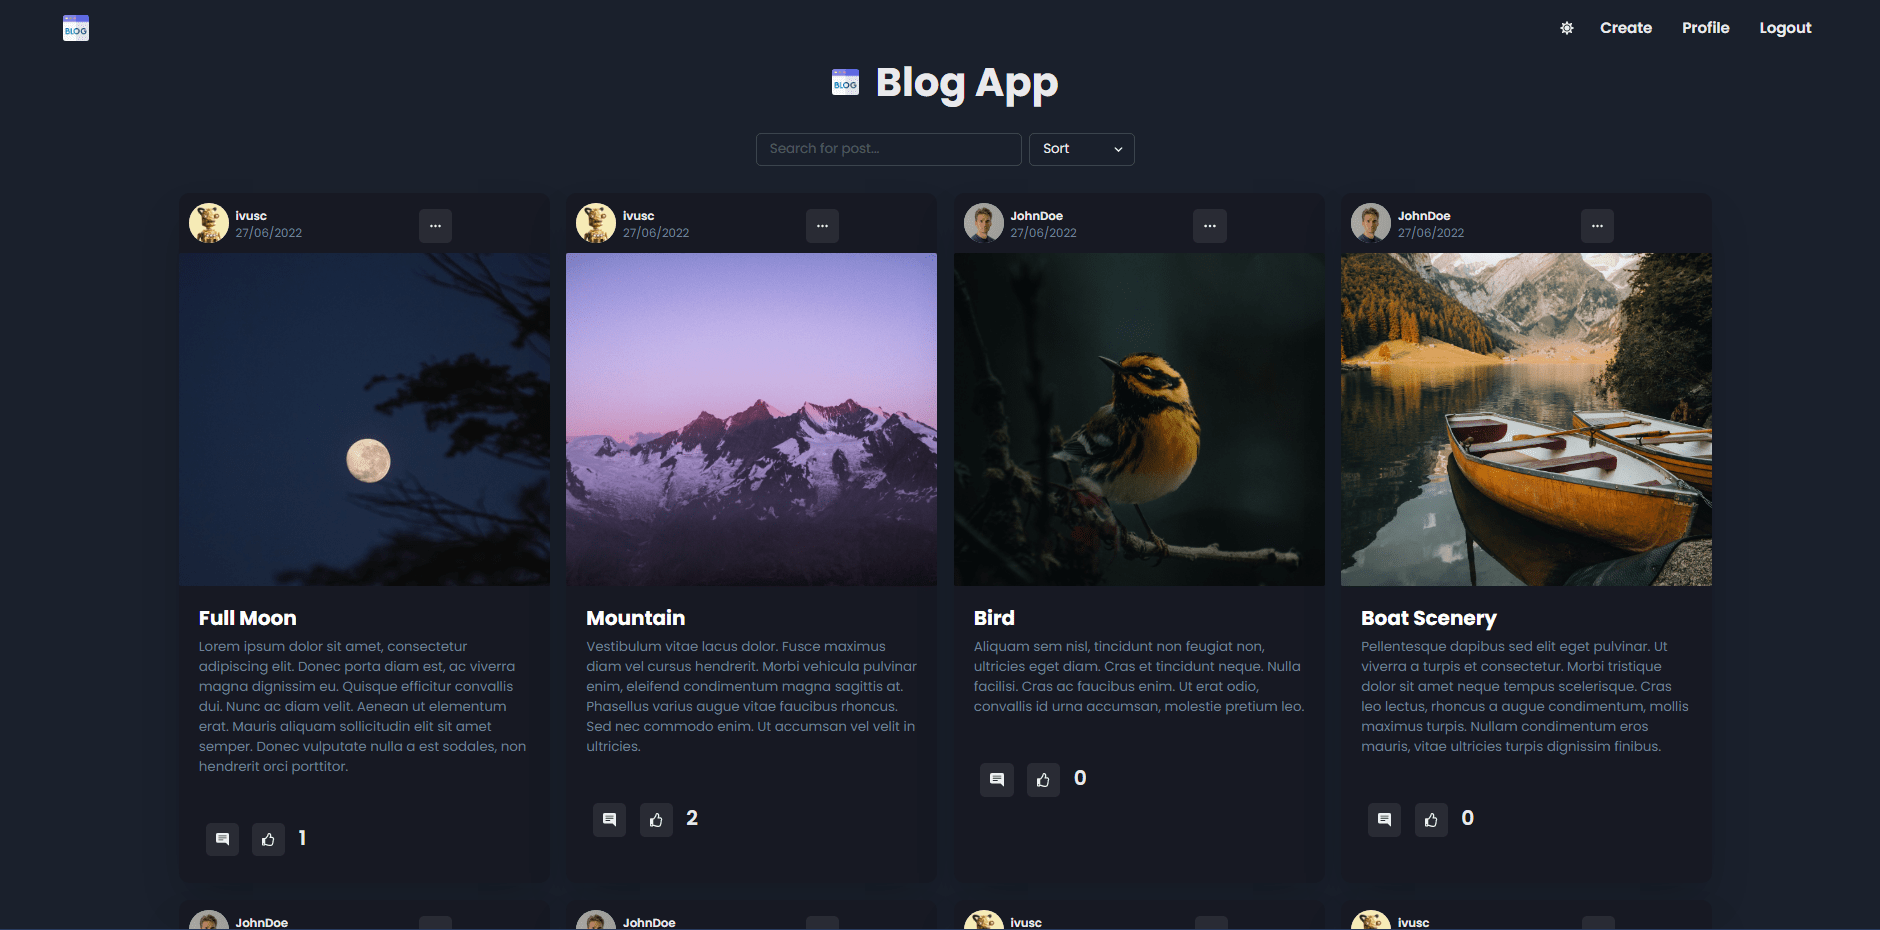 BLOG
Create Profile Logout
BLOG
Blog App
Search for post...
Sort
ivusc
27/06/2022
...
ivusc
27/06/2022
...
JohnDoe
27/06/2022
...
JohnDoe
27/06/2022
...
Full Moon
Lorem ipsum dolor sit amet, consectetur
adipiscing elit. Donec porta diam est, ac viverra
magna dignissim eu. Quisque efficitur convallis
dui. Nunc ac diam velit. Aenean ut elementum
erat. Mauris aliquam sollicitudin elit sit amet
semper. Donec vulputate nulla a est sodales, non
hendrerit orci porttitor.
1
Mountain
Vestibulum vitae lacus dolor. Fusce maximus
diam vel cursus hendrerit. Morbi vehicula pulvinar
enim, eleifend condimentum magna sagittis at.
Phasellus varius augue vitae faucibus rhoncus.
Sed nec commodo enim. Ut accumsan vel velit in
ultricies.
2
Bird
Aliquam sem nisl, tincidunt non feugiat non,
ultricies eget diam. Cras et tincidunt neque. Nulla
facilisi. Cras ac faucibus enim. Ut erat odio,
convallis id urna accumsan, molestie pretium leo.
0
Boat Scenery
Pellentesque dapibus sed elit eget pulvinar. Ut
viverra a turpis et consectetur. Morbi tristique
dolor sit amet neque tempus scelerisque. Cras
leo lectus, rhoncus a augue condimentum, mollis
maximus turpis. Nullam condimentum eros
mauris, vitae ultricies turpis dignissim finibus.
0
JohnDoe
JohnDoe
ivusc
ivusc